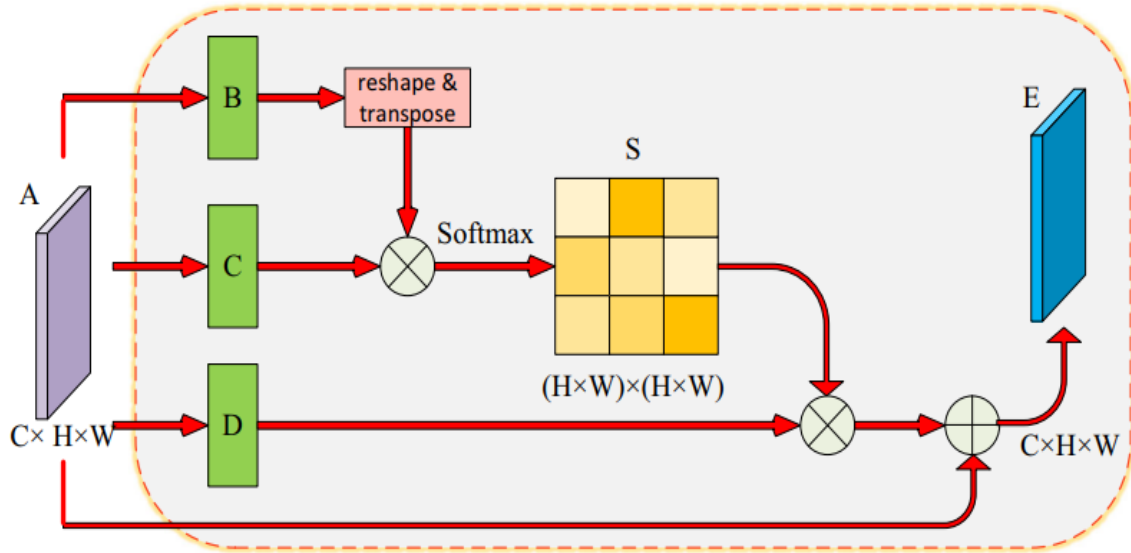 B
reshape &
transpose
E
S
A
Softmax
C
(H×W)×(H×W)
D
C× H×W
C×H×W